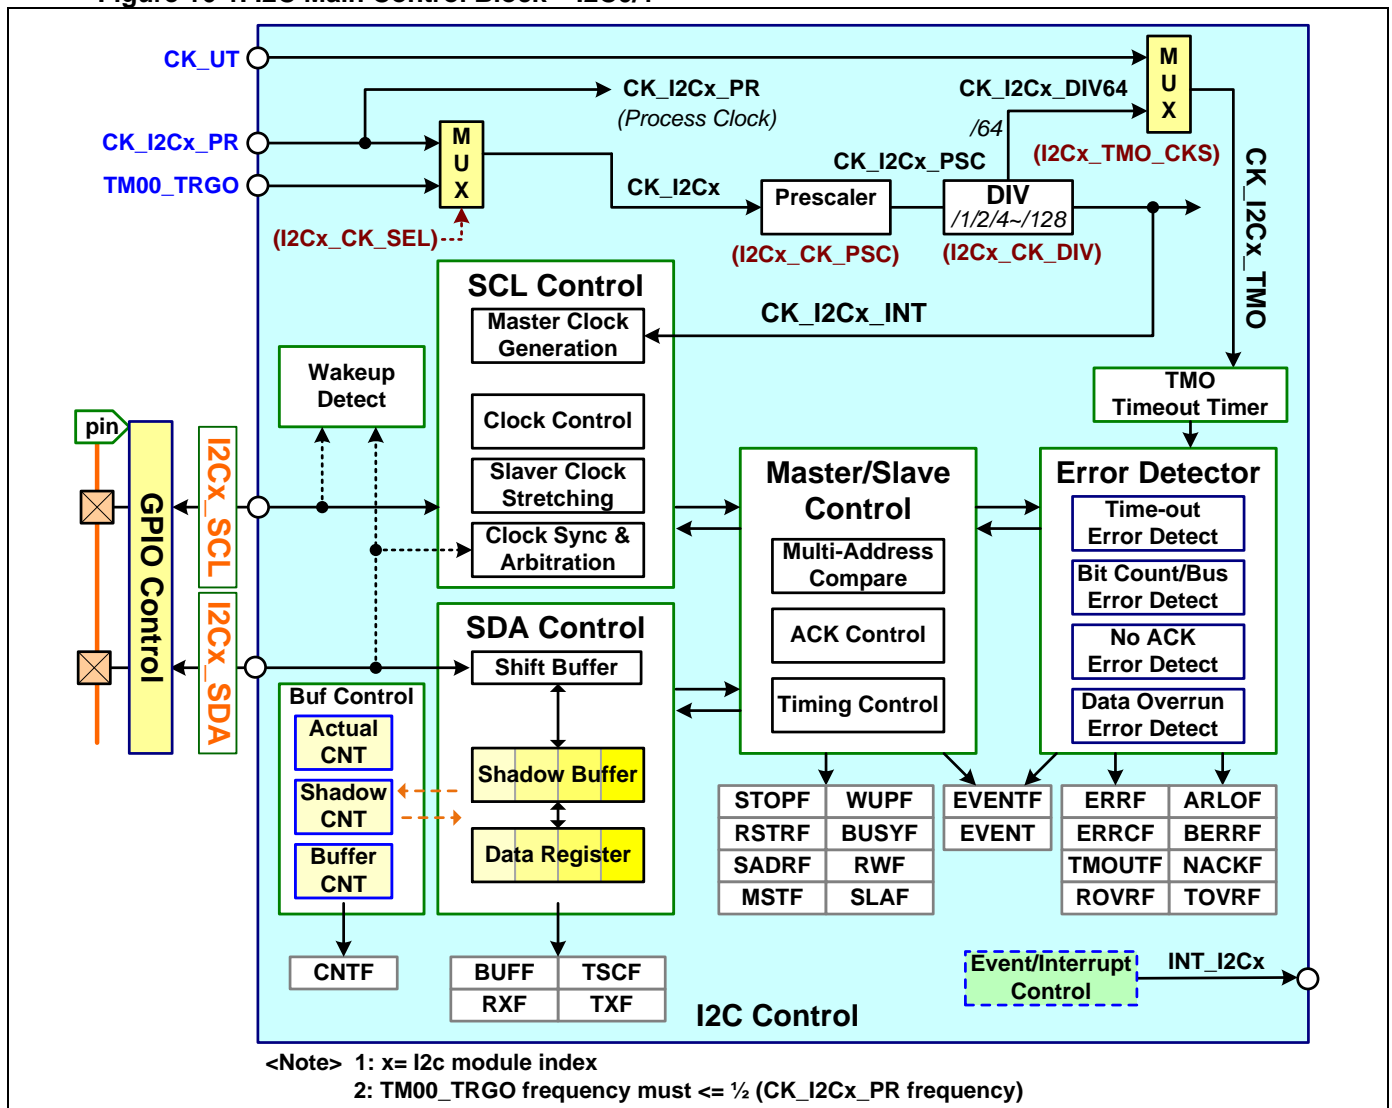 CK_UT
CK_I2Cx_PR
(Process Clock)
CK_I2Cx_PR
TM00_TRGO
MUX
(I2Cx_CK_SEL)
CK_I2Cx
Prescaler
(I2Cx_CK_PSC)
CK_I2Cx_PSC
DIV
/1/2/4~/128
(I2Cx_CK_DIV)
/64
CK_I2Cx_DIV64
MUX
(I2Cx_TMO_CKS)
CK_I2Cx_TMO
CK_I2Cx_INT
SCL Control
Master Clock
Generation
Clock Control
Slaver Clock
Stretching
Clock Sync &
Arbitration
Wakeup
Detect
pin
GPIO Control
I2Cx_SCL
I2Cx_SDA
TMO
Timeout Timer
Master/Slave
Control
Multi-Address
Compare
ACK Control
Timing Control
Error Detector
Time-out
Error Detect
Bit Count/Bus
Error Detect
No ACK
Error Detect
Data Overrun
Error Detect
SDA Control
Shift Buffer
Shadow Buffer
Data Register
Buf Control
Actual
CNT
Shadow
CNT
Buffer
CNT
CNTF
BUFF TSCF
RXF TXF
STOPF WUPF
RSTRF BUSYF
SADRF RWF
MSTF SLAF
EVENTF
EVENT
ERRF ARLOF
ERRCF BERRF
TMOUTF NACKF
ROVRF TOVRF
Event/Interrupt
Control
INT_I2Cx
I2C Control
<Note> 1: x= I2c module index
2: TM00_TRGO frequency must <= ½ (CK_I2Cx_PR frequency)